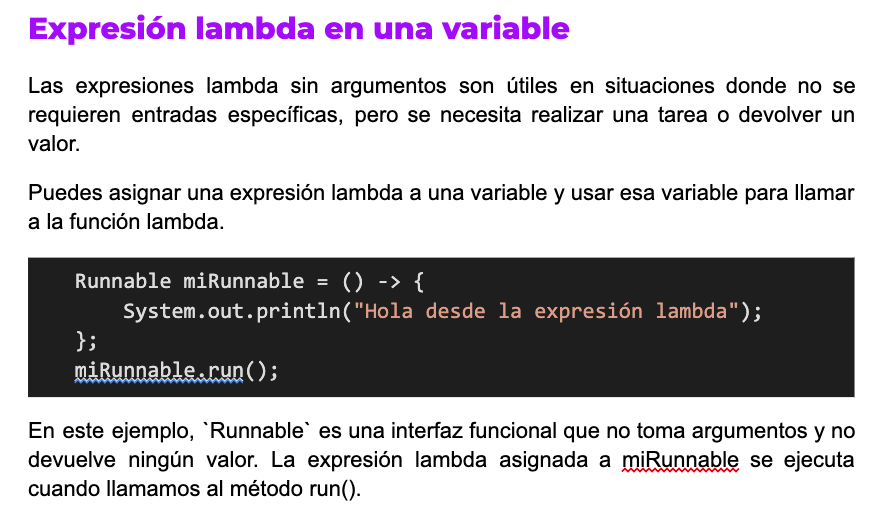 Expresión lambda en una variable
Las expresiones lambda sin argumentos son útiles en situaciones donde no se
requieren entradas específicas, pero se necesita realizar una tarea o devolver un
valor.
Puedes asignar una expresión lambda a una variable y usar esa variable para llamar
a la función lambda.
Runnable miRunnable = () -> {
    System.out.println("Hola desde la expresión lambda");
};
miRunnable.run();
En este ejemplo, `Runnable` es una interfaz funcional que no toma argumentos y no
devuelve ningún valor. La expresión lambda asignada a miRunnable se ejecuta
cuando llamamos al método run().